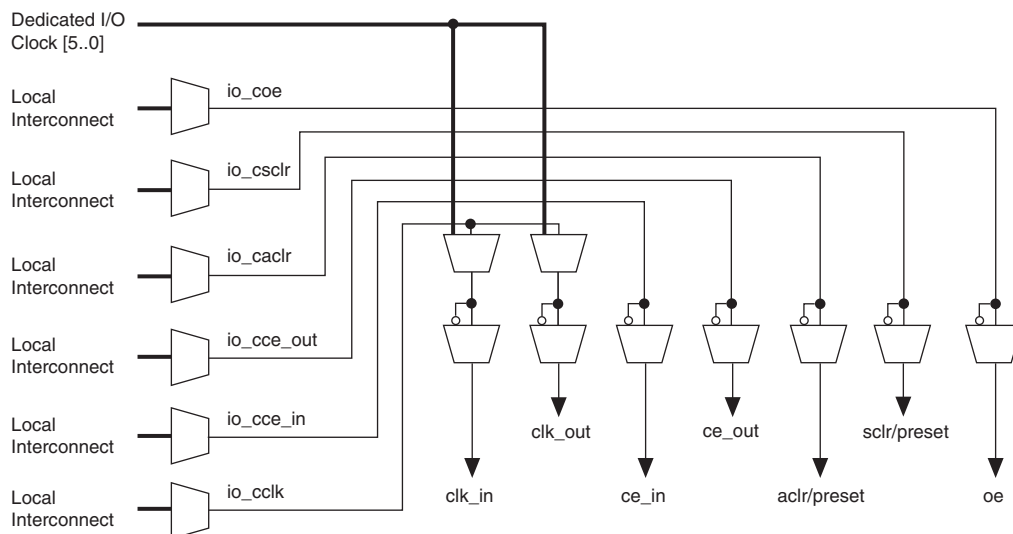 Dedicated I/O
Clock [5..0]
Local
Interconnect
io_coe
Local
Interconnect
io_csclr
Local
Interconnect
io_caclr
Local
Interconnect
io_cce_out
Local
Interconnect
io_cce_in
Local
Interconnect
io_cclk
clk_out
ce_out
sclr/preset
clk_in
ce_in
aclr/preset
oe